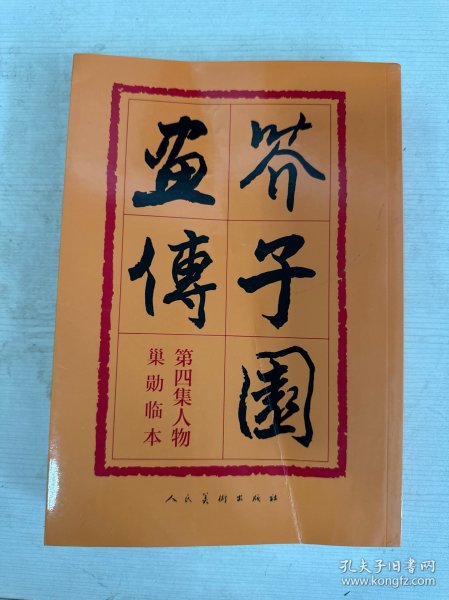 芥子園
畫傳
第四集人物
巢勋临本
人民美術出版社
孔夫子旧书网
www.kongfz.com